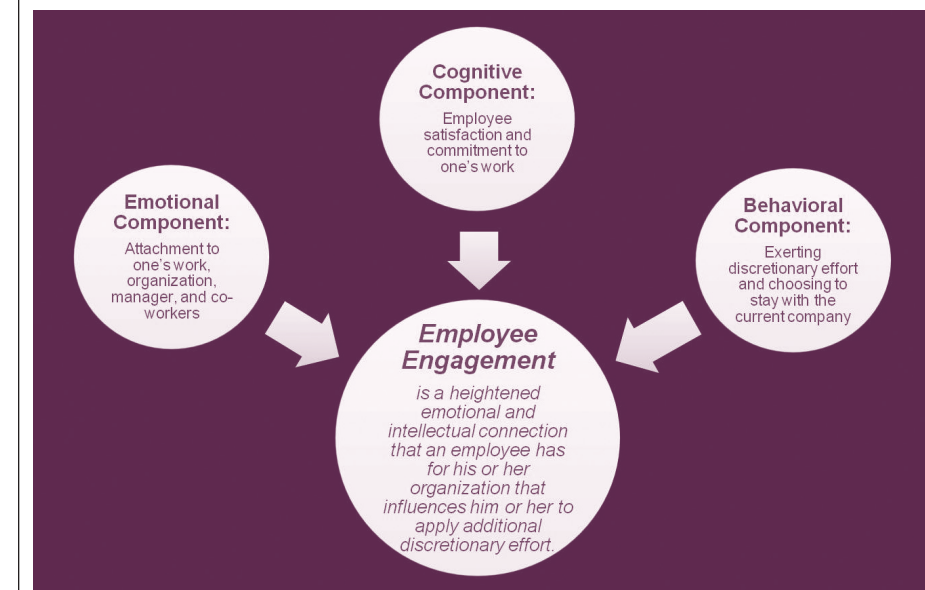 Cognitive
Component:
Employee
satisfaction and
commitment to
one's work
Emotional
Component:
Attachment to
one's work,
organization,
manager, and co-
workers
Behavioral
Component:
Exerting
discretionary effort
and choosing to
stay with the
current company
Employee
Engagement
is a heightened
emotional and
intellectual connection
that an employee has
for his or her
organization that
influences him or her to
apply additional
discretionary effort.